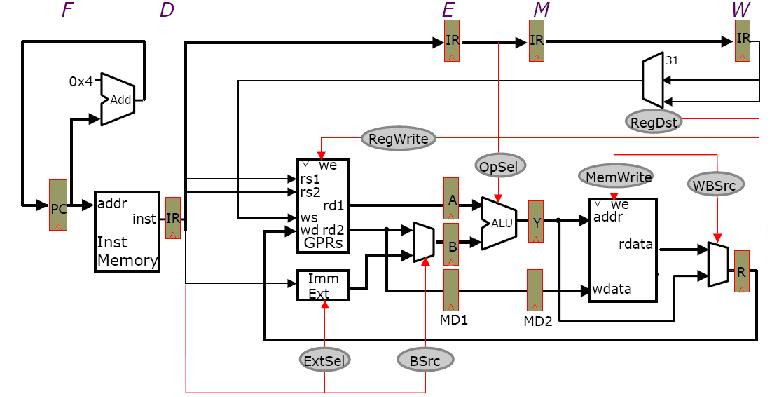 F D E M W
IR IR IR
31
0x4
Add
RegDst
RegWrite
OpSel
MemWrite
WBSrc
we
rs1
rs2
rd1
ws
wd rd2
GPRs
PC
addr
inst
Inst
Memory
IR
A
B
ALU
Y
we
addr
rdata
wdata
R
Imm
Ext
MD1
MD2
ExtSel
BSrc